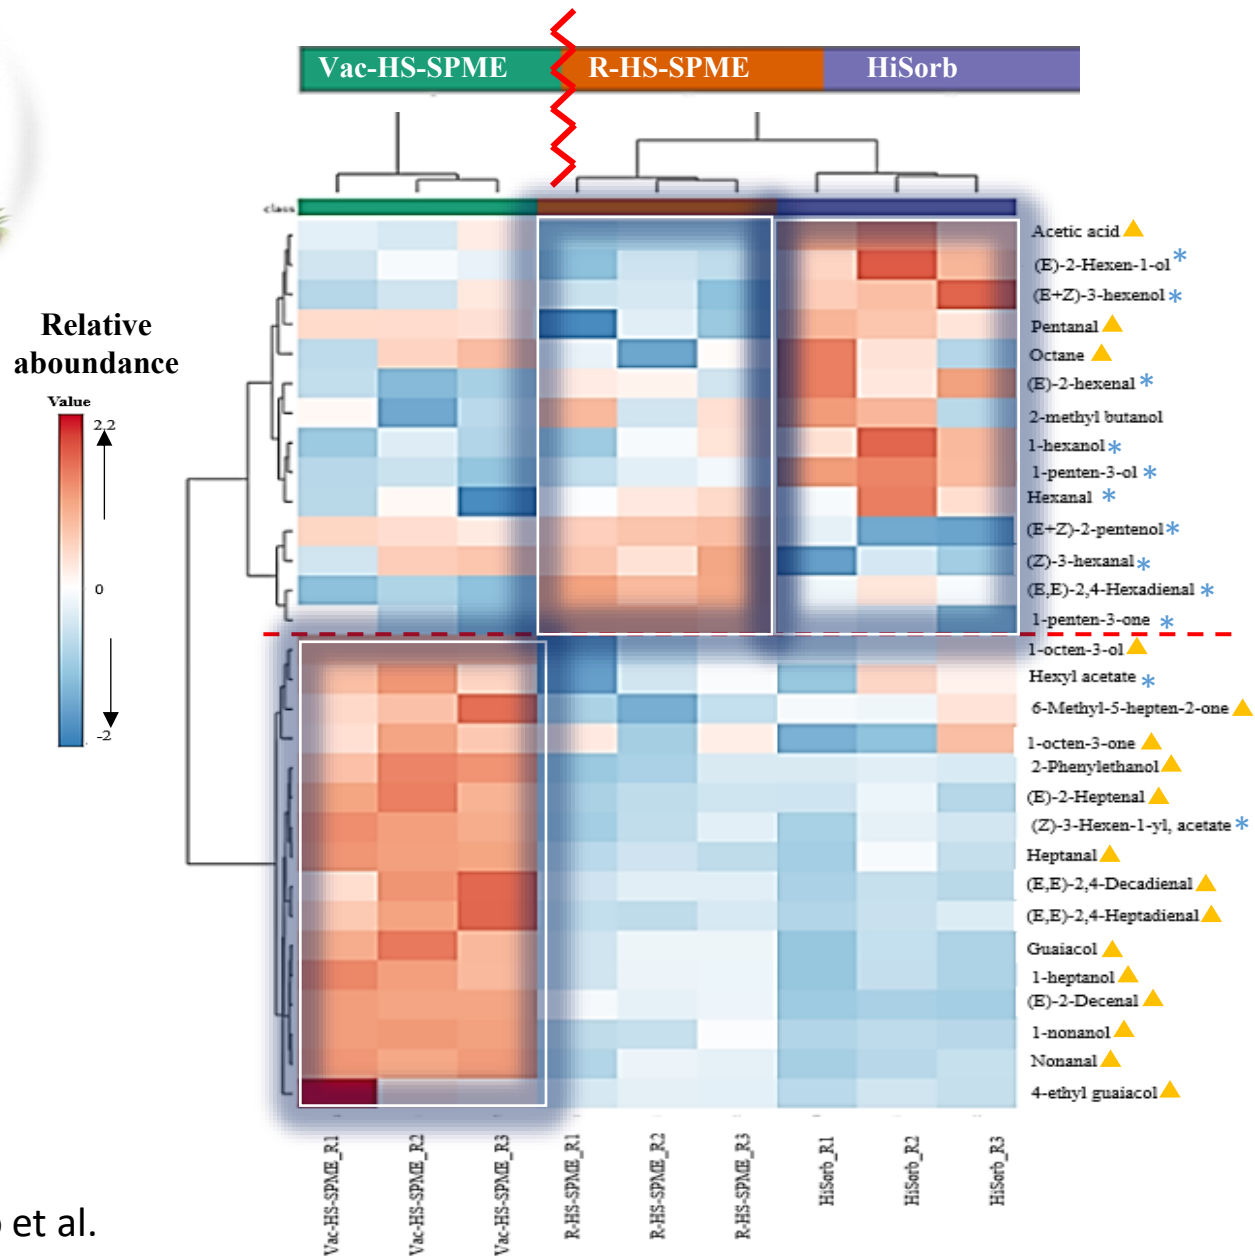 Vac-HS-SPME R-HS-SPME HiSorb
class
Relative
aboundance
Value
2,2
0
-2
Acetic acid
(E)-2-Hexen-1-ol *
(E+Z)-3-hexenol *
Pentanal
Octane
(E)-2-hexenal *
2-methyl butanol
1-hexanol *
1-penten-3-ol *
Hexanal *
(E+Z)-2-pentenol *
(Z)-3-hexanal *
(E,E)-2,4-Hexadienal *
1-penten-3-one *
1-octen-3-ol
Hexyl acetate *
6-Methyl-5-hepten-2-one
1-octen-3-one
2-Phenylethanol
(E)-2-Heptenal
(Z)-3-Hexen-1-yl, acetate *
Heptanal
(E,E)-2,4-Decadienal
(E,E)-2,4-Heptadienal
Guaiacol
1-heptanol
(E)-2-Decenal
1-nonanol
Nonanal
4-ethyl guaiacol
Vac-HS-SPME_R1
Vac-HS-SPME_R2
Vac-HS-SPME_R3
R-HS-SPME_R1
R-HS-SPME_R2
R-HS-SPME_R3
HiSorb_R1
HiSorb_R2
HiSorb_R3
et al.